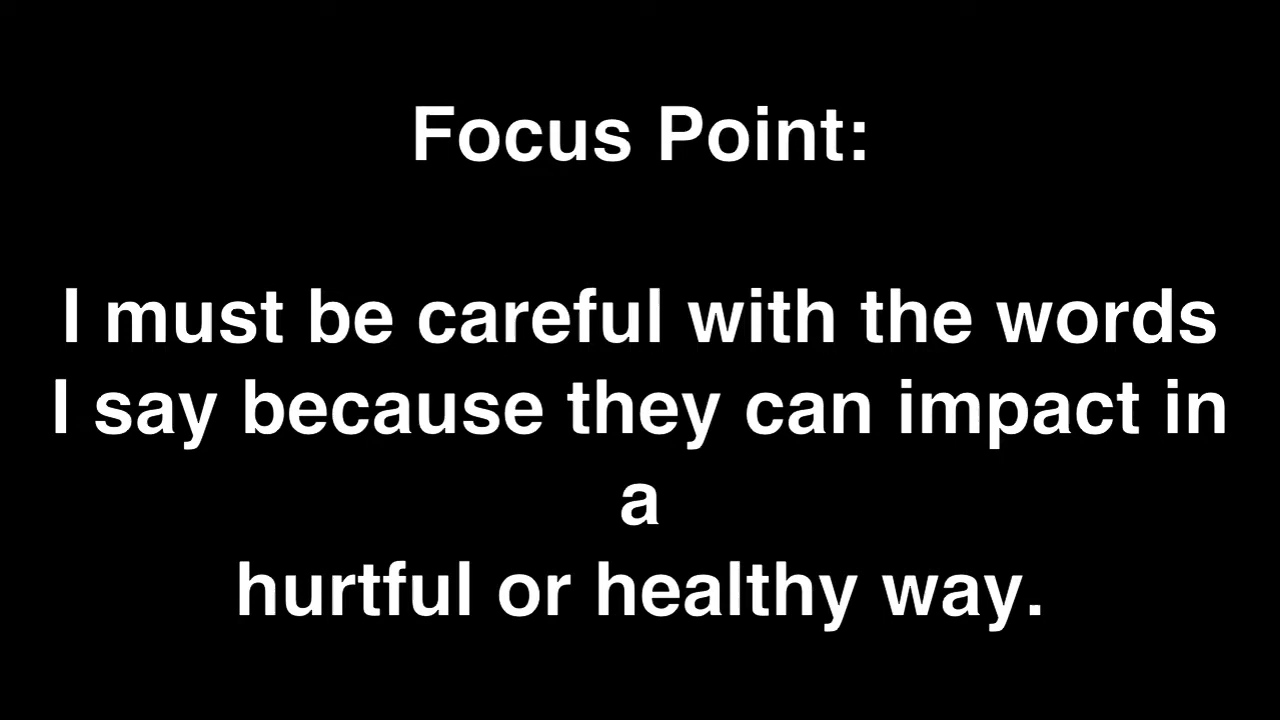 Focus Point:
I must be careful with the words
I say because they can impact in
a
hurtful or healthy way.